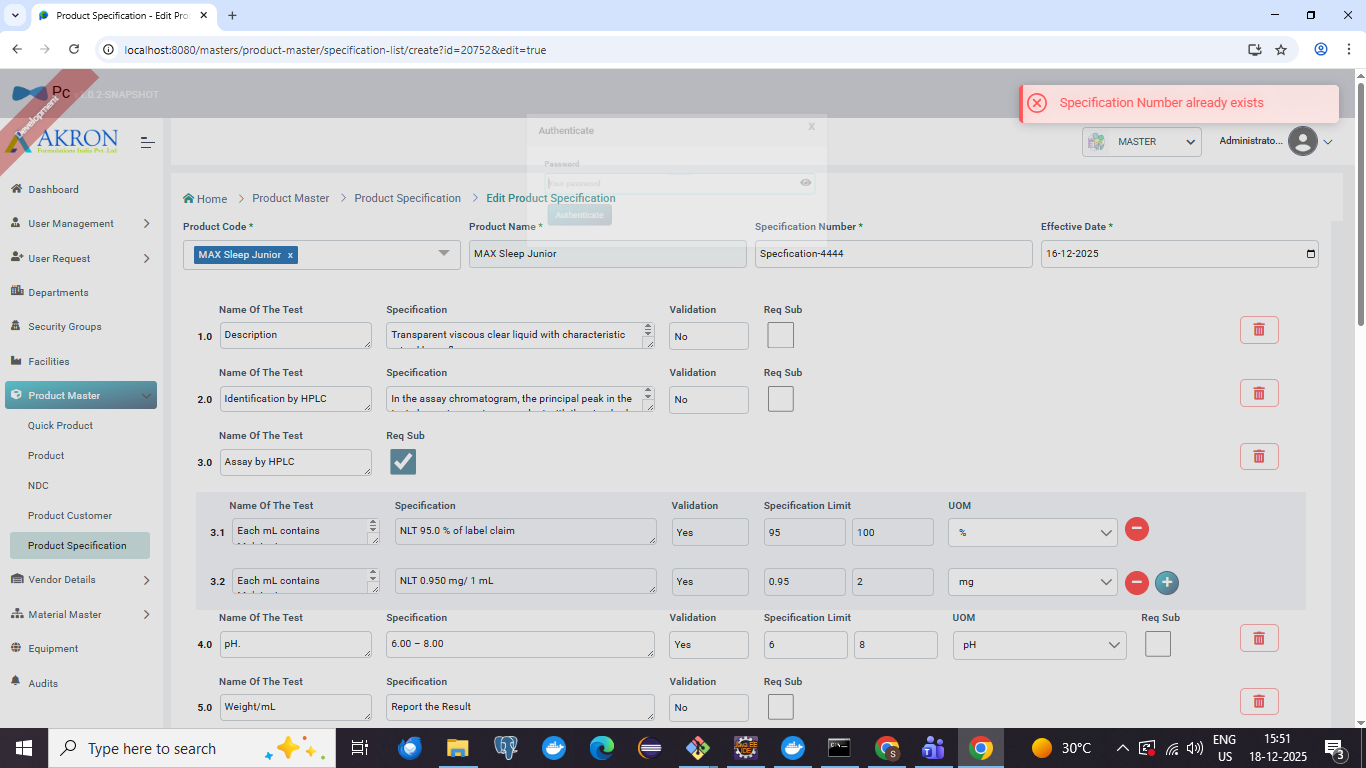 Product Specification - Edit Pro
localhost:8080/masters/product-master/specification-list/create?id=20752&edit=true
Pc
1.0.2-SNAPSHOT
Development
Specification Number already exists
AKRON
Formulations India Pvt Ltd
MASTER
Administrato...
Authenticate
X
Password
Your password
Authenticate
Dashboard
User Management
User Request
Departments
Security Groups
Facilities
Product Master
Quick Product
Product
NDC
Product Customer
Product Specification
Vendor Details
Material Master
Equipment
Audits
Home > Product Master > Product Specification > Edit Product Specification
Product Code * Product Name * Specification Number * Effective Date *
MAX Sleep Junior x MAX Sleep Junior Specfication-4444 16-12-2025
Name Of The Test Specification Validation Req Sub
1.0 Description Transparent viscous clear liquid with characteristic No
Name Of The Test Specification Validation Req Sub
2.0 Identification by HPLC In the assay chromatogram, the principal peak in the No
Name Of The Test Req Sub
3.0 Assay by HPLC
Name Of The Test Specification Validation Specification Limit UOM
3.1 Each mL contains NLT 95.0 % of label claim Yes 95 100 %
3.2 Each mL contains NLT 0.950 mg/ 1 mL Yes 0.95 2 mg
Name Of The Test Specification Validation Specification Limit UOM Req Sub
4.0 pH. 6.00 – 8.00 Yes 6 8 pH
Name Of The Test Specification Validation Req Sub
5.0 Weight/mL Report the Result No
Type here to search
30°C
ENG
US
15:51
18-12-2025
3